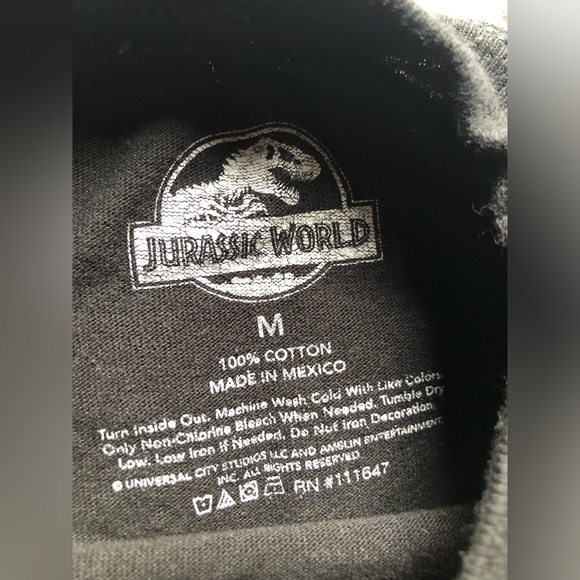 JURASSIC WORLD
M
100% COTTON
MADE IN MEXICO
Turn Inside Out. Machine Wash Cold With Like Colors.
Only Non-Chlorine Bleach When Needed. Tumble Dry
Low. Low Iron if Needed. Do Not Iron Decoration.
© UNIVERSAL CITY STUDIOS LLC AND AMBLIN ENTERTAINMENT,
INC. ALL RIGHTS RESERVED
RN #111647